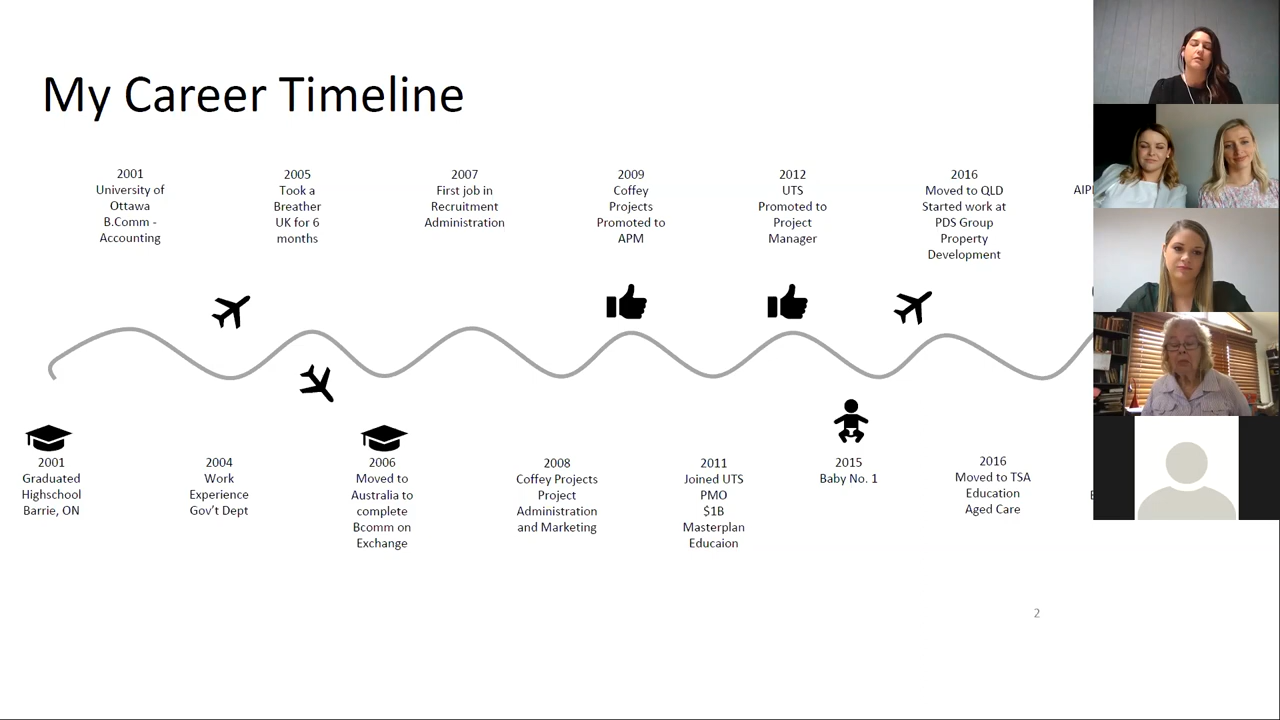 My Career Timeline
2001
University of
Ottawa
B.Comm -
Accounting
2005
Took a
Breather
UK for 6
months
2007
First job in
Recruitment
Administration
2009
Coffey
Projects
Promoted to
APM
2012
UTS
Promoted to
Project
Manager
2016
Moved to QLD
Started work at
PDS Group
Property
Development
2001
Graduated
Highschool
Barrie, ON
2004
Work
Experience
Gov’t Dept
2006
Moved to
Australia to
complete
Bcomm on
Exchange
2008
Coffey Projects
Project
Administration
and Marketing
2011
Joined UTS
PMO
$1B
Masterplan
Educaion
2015
Baby No. 1
2016
Moved to TSA
Education
Aged Care
2